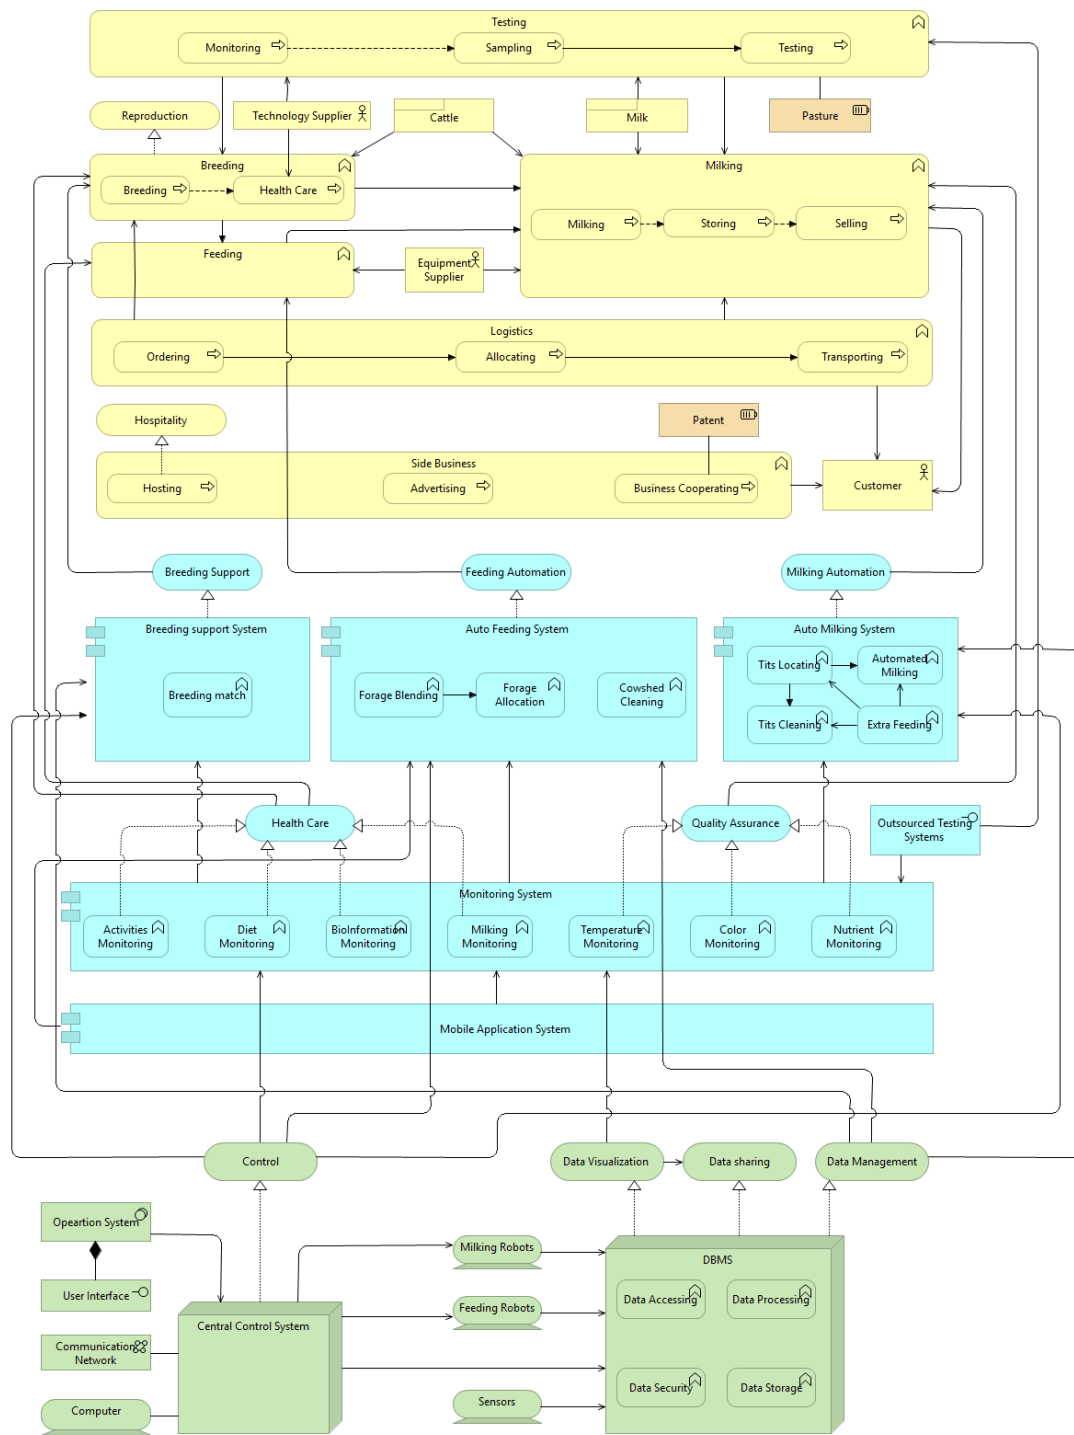 Testing
Monitoring
Sampling
Testing
Reproduction
Technology Supplier
Cattle
Milk
Pasture
Breeding
Milking
Breeding
Health Care
Milking
Storing
Selling
Feeding
Equipment
Supplier
Logistics
Ordering
Allocating
Transporting
Hospitality
Patent
Side Business
Hosting
Advertising
Business Cooperating
Customer
Breeding Support
Feeding Automation
Milking Automation
Breeding support System
Auto Feeding System
Auto Milking System
Breeding match
Forage Blending
Forage
Allocation
Cowshed
Cleaning
Tits Locating
Automated
Milking
Tits Cleaning
Extra Feeding
Health Care
Quality Assurance
Outsourced Testing
Systems
Monitoring System
Activities
Monitoring
Diet
Monitoring
BioInformation
Monitoring
Milking
Monitoring
Temperature
Monitoring
Color
Monitoring
Nutrient
Monitoring
Mobile Application System
Control
Data Visualization
Data sharing
Data Management
Opeartion System
User Interface
Communication
Network
Computer
Central Control System
Milking Robots
Feeding Robots
Sensors
DBMS
Data Accessing
Data Processing
Data Security
Data Storage